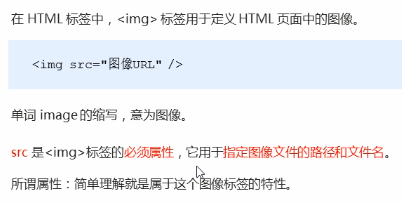 在 HTML 标签中，<img> 标签用于定义 HTML 页面中的图像。
<img src="图像URL" />
单词 image 的缩写，意为图像。
src 是<img>标签的必须属性，它用于指定图像文件的路径和文件名。
所谓属性：简单理解就是属于这个图像标签的特性。